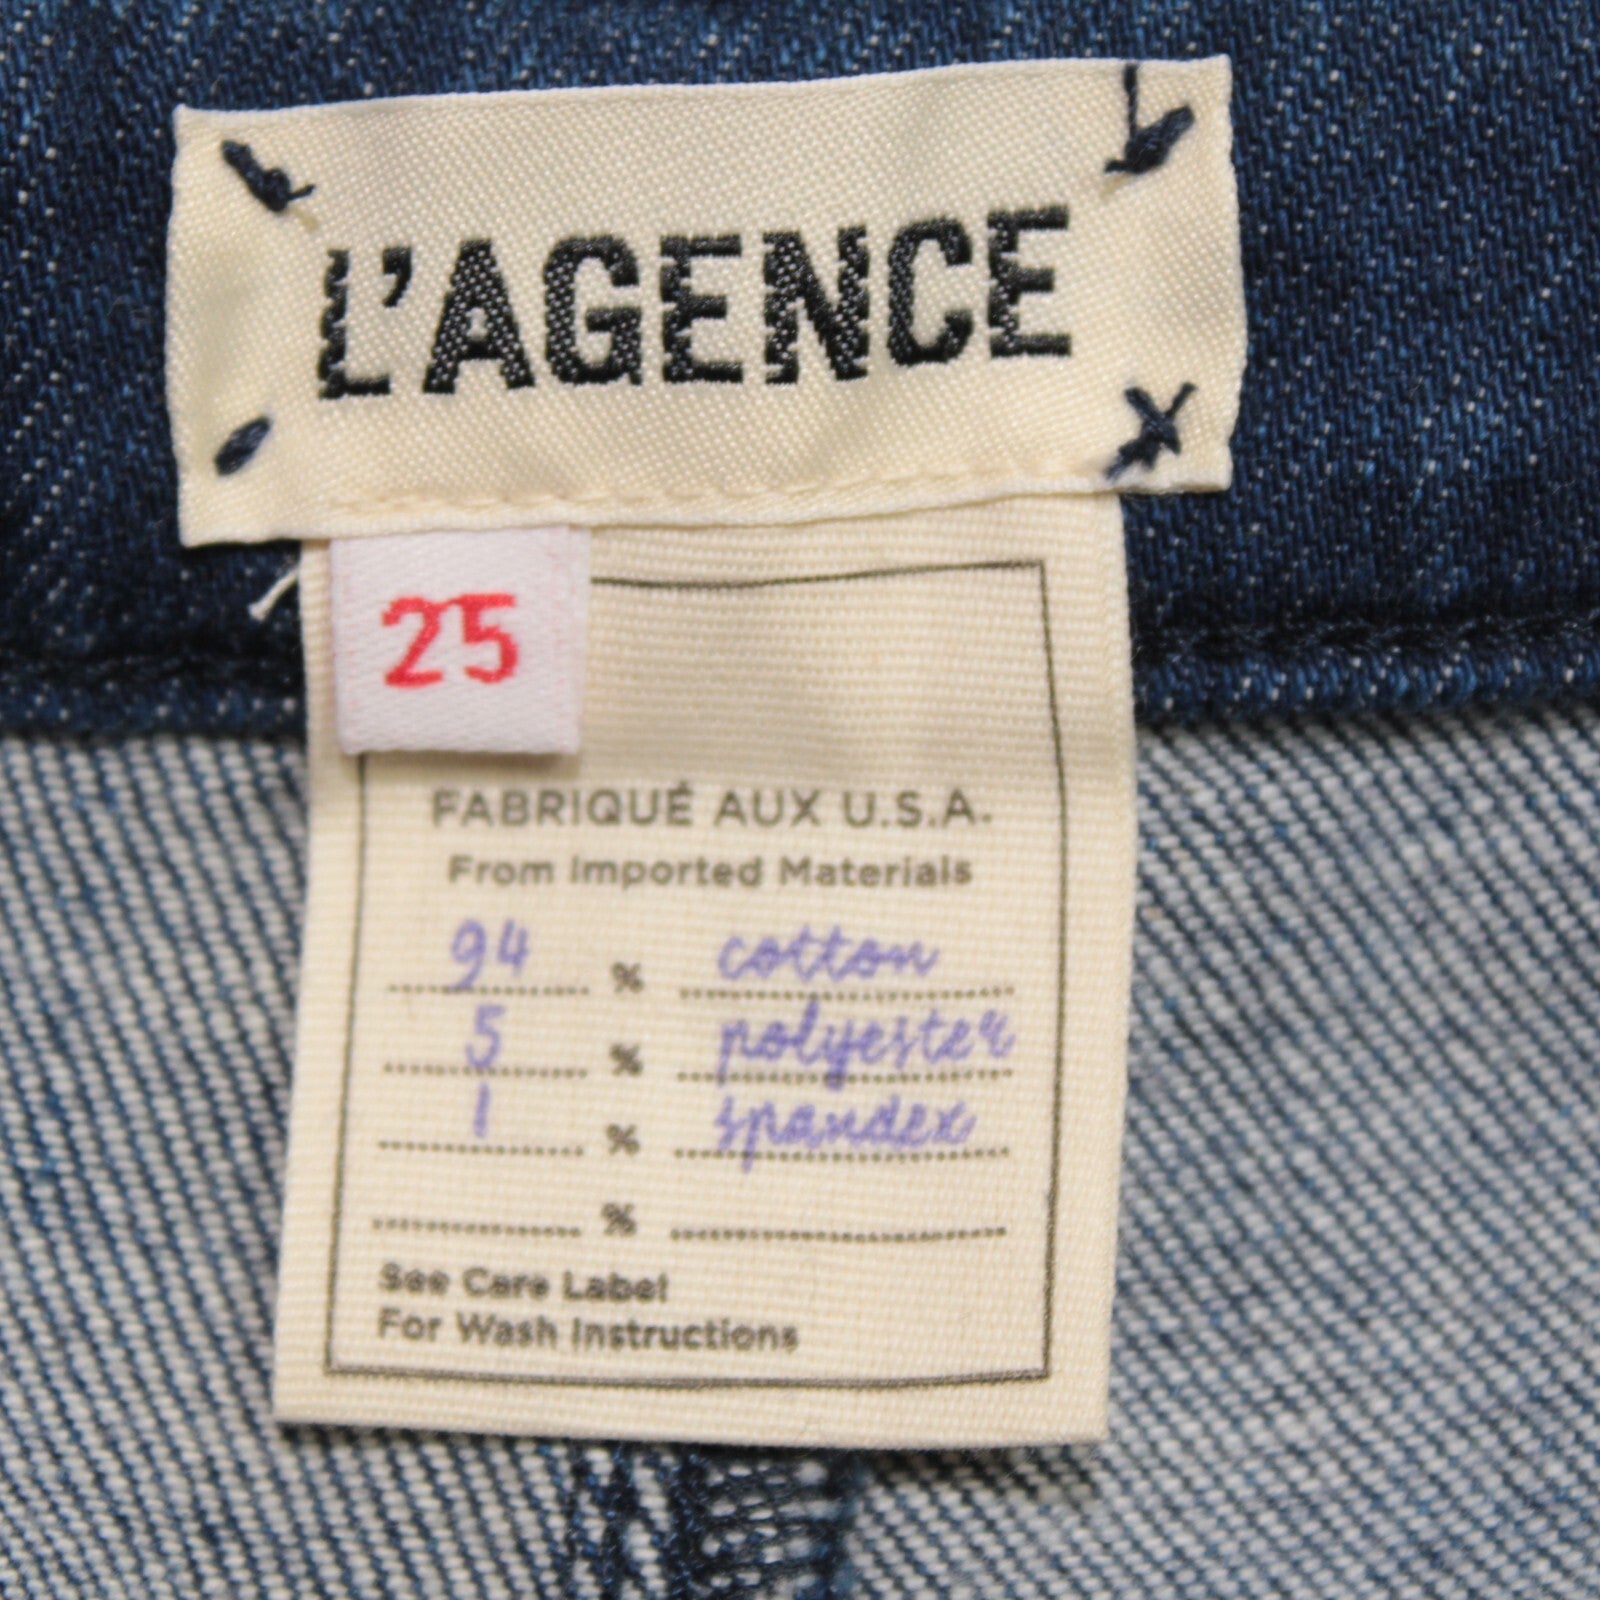 L'AGENCE
25
FABRIQUÉ AUX U.S.A.
From Imported Materials
94 % cotton
5 % polyester
1 % spandex
%
See Care Label
For Wash Instructions